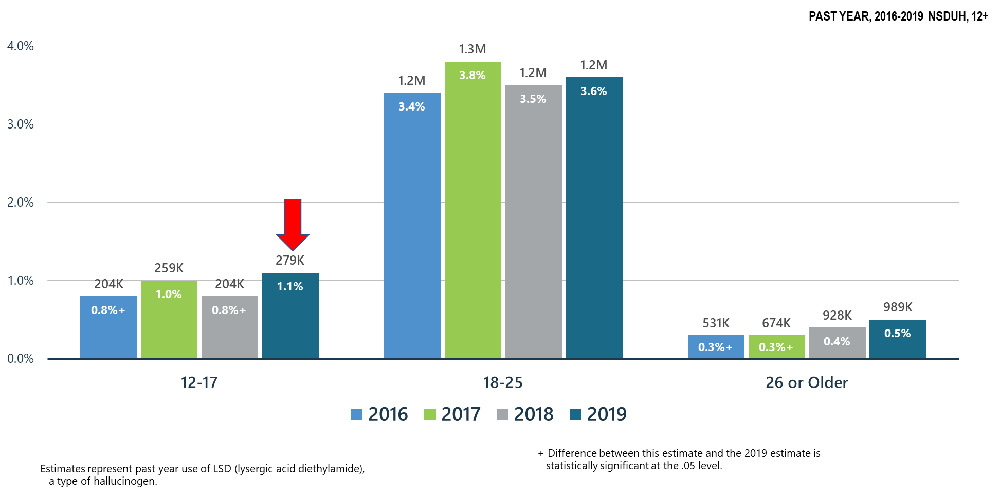 PAST YEAR, 2016-2019 NSDUH, 12+
4.0%
3.0%
2.0%
1.0%
0.0%
204K
0.8%+
259K
1.0%
204K
0.8%+
279K
1.1%
1.2M
3.4%
1.3M
3.8%
1.2M
3.5%
1.2M
3.6%
531K
0.3%+
674K
0.3%+
928K
0.4%
989K
0.5%
12-17
18-25
26 or Older
2016
2017
2018
2019
+ Difference between this estimate and the 2019 estimate is
statistically significant at the .05 level.
Estimates represent past year use of LSD (lysergic acid diethylamide),
a type of hallucinogen.